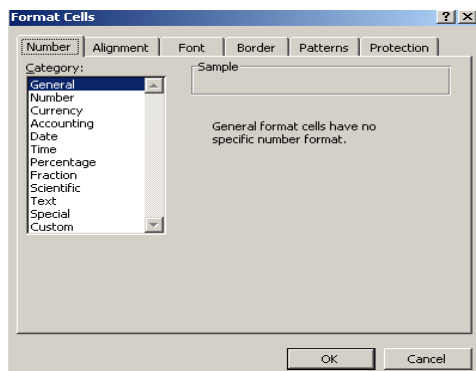 Format Cells
Number Alignment Font Border Patterns Protection
Category:
Sample
General
Number
Currency
Accounting
Date
Time
Percentage
Fraction
Scientific
Text
Special
Custom
General format cells have no
specific number format.
OK Cancel